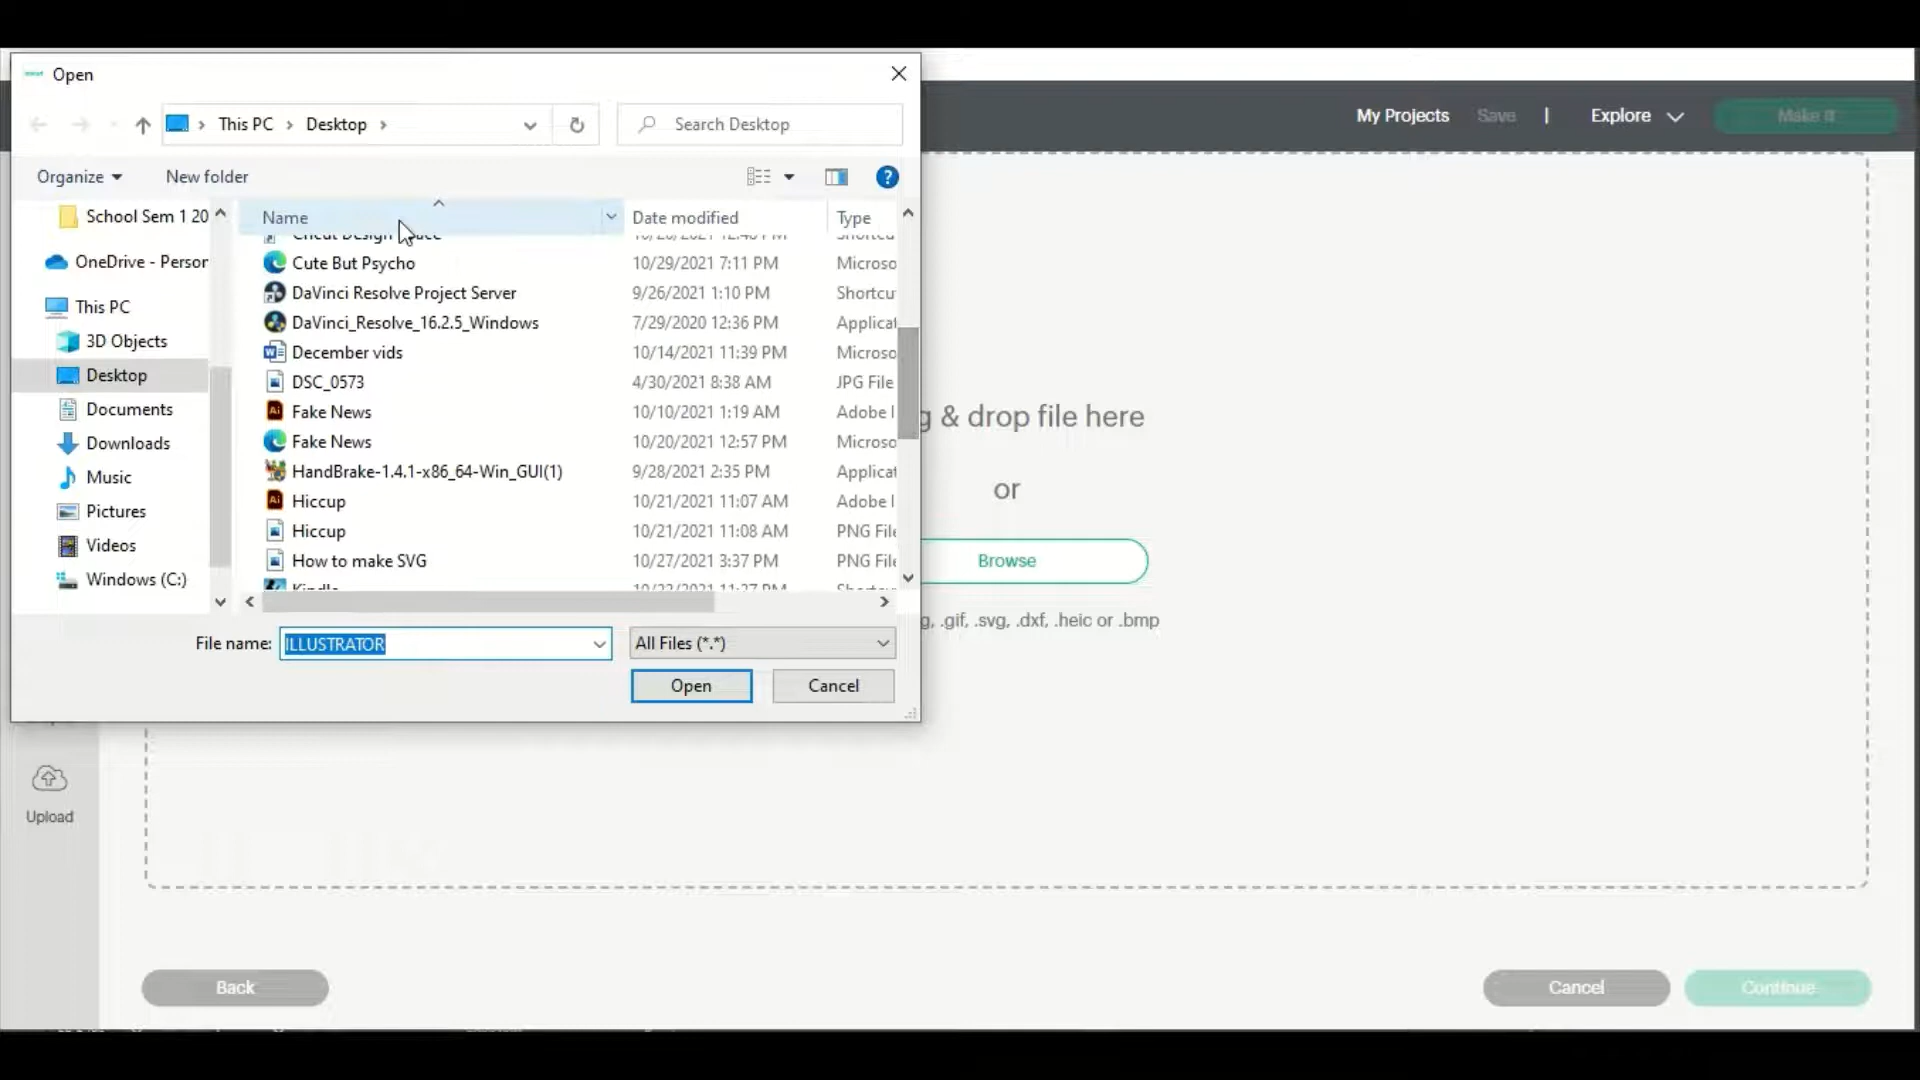 Open
This PC
Desktop
Search Desktop
My Projects
Save
|
Explore
Make It
Organize
New folder
?
School Sem 1 20
OneDrive - Person
This PC
3D Objects
Desktop
Documents
Downloads
Music
Pictures
Videos
Windows (C:)
Name Date modified Type
Cute But Psycho 10/29/2021 7:11 PM Microso
DaVinci Resolve Project Server 9/26/2021 1:10 PM Shortcu
DaVinci_Resolve_16.2.5_Windows 7/29/2020 12:36 PM Applicat
December vids 10/14/2021 11:39 PM Microso
DSC_0573 4/30/2021 8:38 AM JPG File
Fake News 10/10/2021 1:19 AM Adobe I
Fake News 10/20/2021 12:57 PM Microso
HandBrake-1.4.1-x86_64-Win_GUI(1) 9/28/2021 2:35 PM Applicat
Hiccup 10/21/2021 11:07 AM Adobe I
Hiccup 10/21/2021 11:08 AM PNG File
How to make SVG 10/27/2021 3:37 PM PNG File
File name: ILLUSTRATOR All Files (*.*)
Open Cancel
g & drop file here
or
Browse
g, .gif, .svg, .dxf, .heic or .bmp
Upload
Back
Cancel
Continue